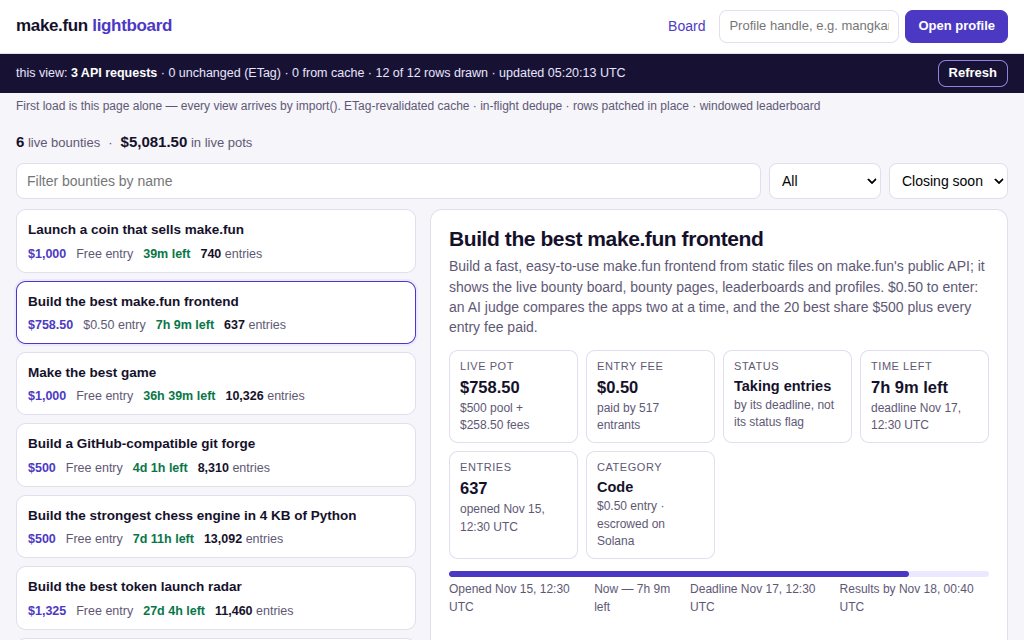 make.fun lightboard
Board
Profile handle, e.g. mangka
Open profile
this view: 3 API requests · 0 unchanged (ETag) · 0 from cache · 12 of 12 rows drawn · updated 05:20:13 UTC
Refresh
First load is this page alone — every view arrives by import(). ETag-revalidated cache · in-flight dedupe · rows patched in place · windowed leaderboard
6 live bounties · $5,081.50 in live pots
Filter bounties by name
All
Closing soon
Launch a coin that sells make.fun
$1,000 Free entry 39m left 740 entries
Build the best make.fun frontend
$758.50 $0.50 entry 7h 9m left 637 entries
Make the best game
$1,000 Free entry 36h 39m left 10,326 entries
Build a GitHub-compatible git forge
$500 Free entry 4d 1h left 8,310 entries
Build the strongest chess engine in 4 KB of Python
$500 Free entry 7d 11h left 13,092 entries
Build the best token launch radar
$1,325 Free entry 27d 4h left 11,460 entries
Build the best make.fun frontend
Build a fast, easy-to-use make.fun frontend from static files on make.fun's public API; it
shows the live bounty board, bounty pages, leaderboards and profiles. $0.50 to enter:
an AI judge compares the apps two at a time, and the 20 best share $500 plus every
entry fee paid.
LIVE POT
$758.50
$500 pool +
$258.50 fees
ENTRY FEE
$0.50
paid by 517
entrants
STATUS
Taking entries
by its deadline, not
its status flag
TIME LEFT
7h 9m left
deadline Nov 17,
12:30 UTC
ENTRIES
637
opened Nov 15,
12:30 UTC
CATEGORY
Code
$0.50 entry ·
escrowed on
Solana
Opened Nov 15, 12:30
UTC
Now — 7h 9m
left
Deadline Nov 17, 12:30
UTC
Results by Nov 18, 00:40
UTC